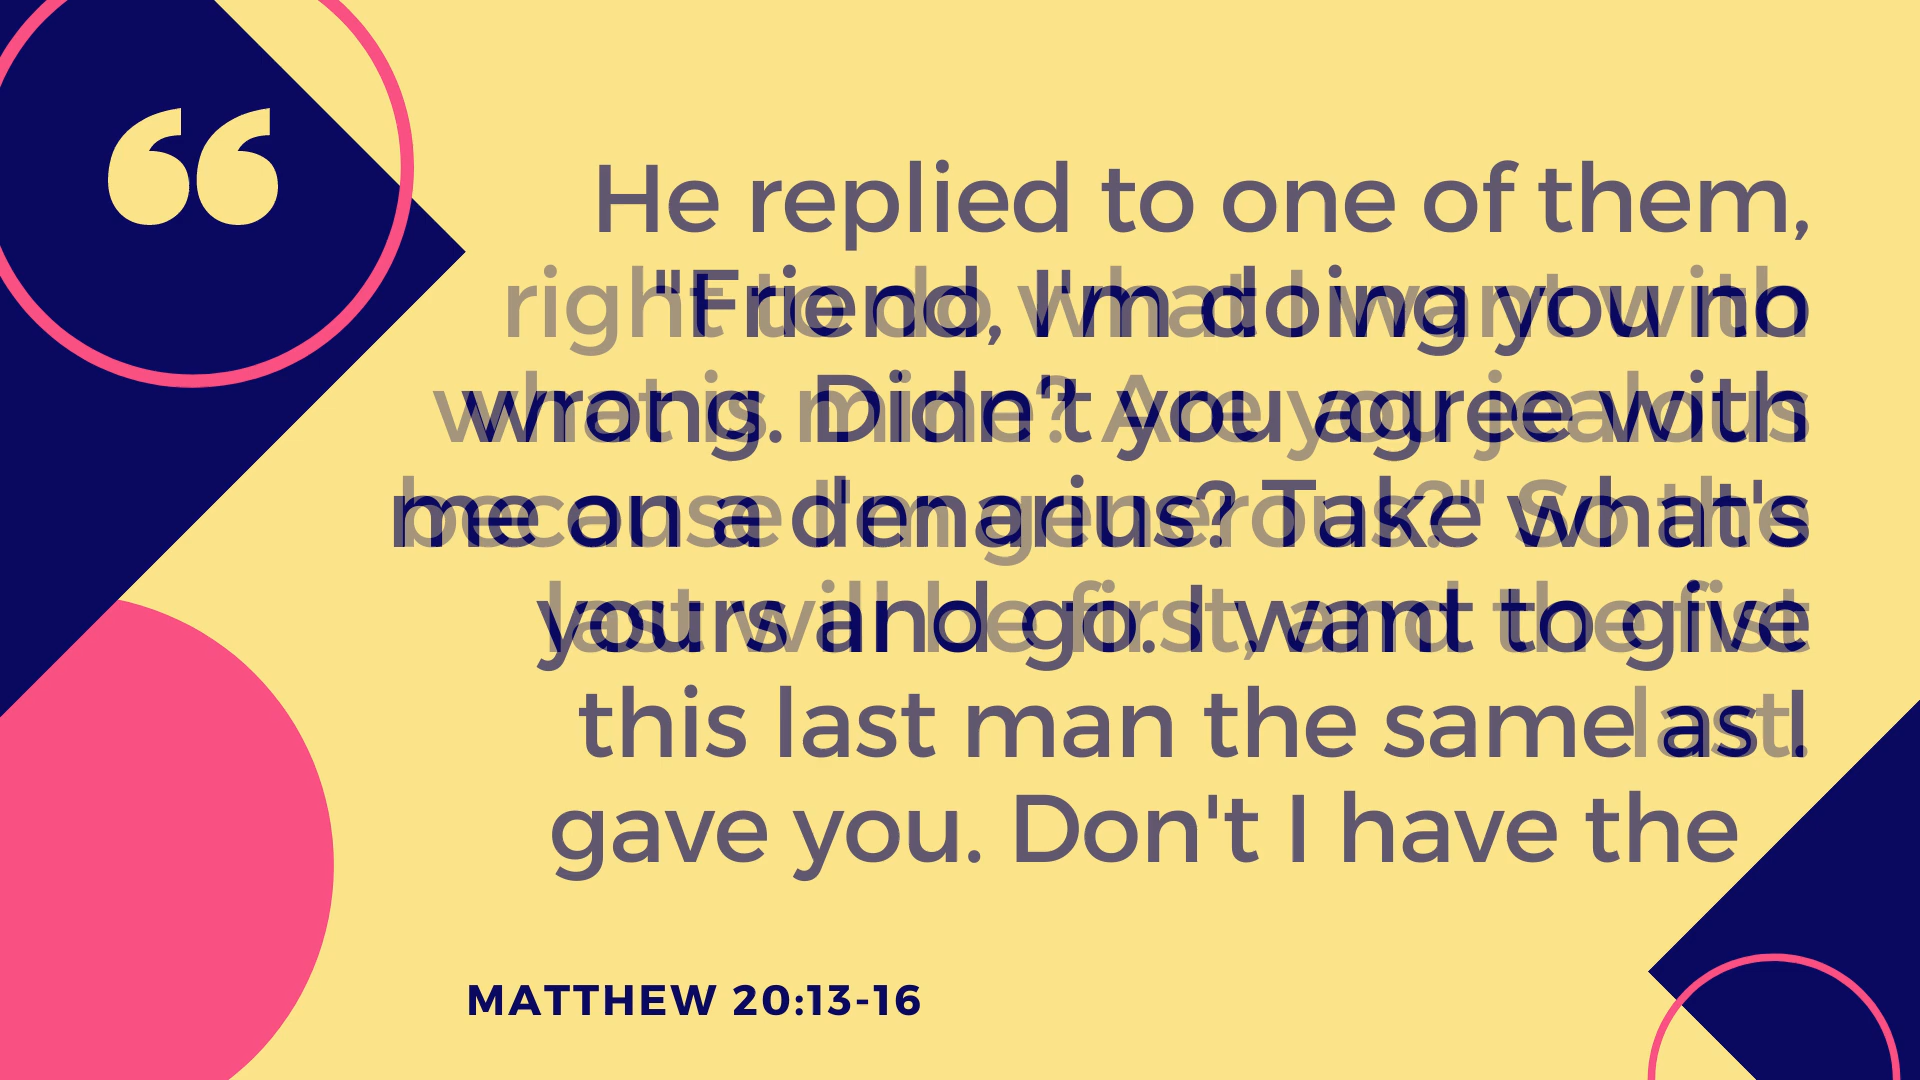 “
He replied to one of them,
"Friend, I'm doing you no
wrong. Didn't you agree with
me on a denarius? Take what's
yours and go. I want to give
this last man the same as I
gave you. Don't I have the
right to do what I want with
what is mine? Are you jealous
because I'm generous?" So the
last will be first, and the fist
last.
MATTHEW 20:13-16